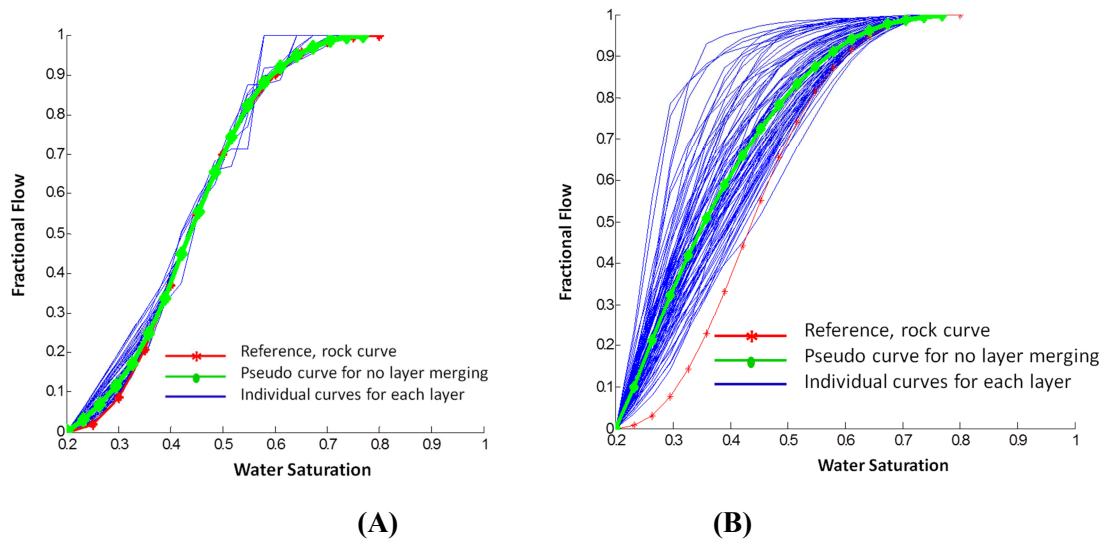 1
0.9
0.8
0.7
0.6
0.5
0.4
0.3
0.2
0.1
0
Fractional Flow
Reference, rock curve
Pseudo curve for no layer merging
Individual curves for each layer
0.2 0.3 0.4 0.5 0.6 0.7 0.8 0.9 1
Water Saturation
(A)
1
0.9
0.8
0.7
0.6
0.5
0.4
0.3
0.2
0.1
0
Fractional Flow
Reference, rock curve
Pseudo curve for no layer merging
Individual curves for each layer
0.2 0.3 0.4 0.5 0.6 0.7 0.8 0.9 1
Water Saturation
(B)